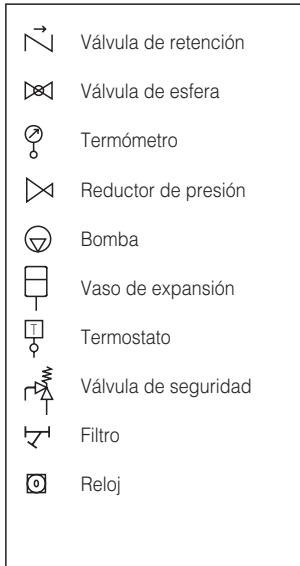 Válvula de retención
Válvula de esfera
Termómetro
Reductor de presión
Bomba
Vaso de expansión
T Termostato
Válvula de seguridad
Filtro
0 Reloj